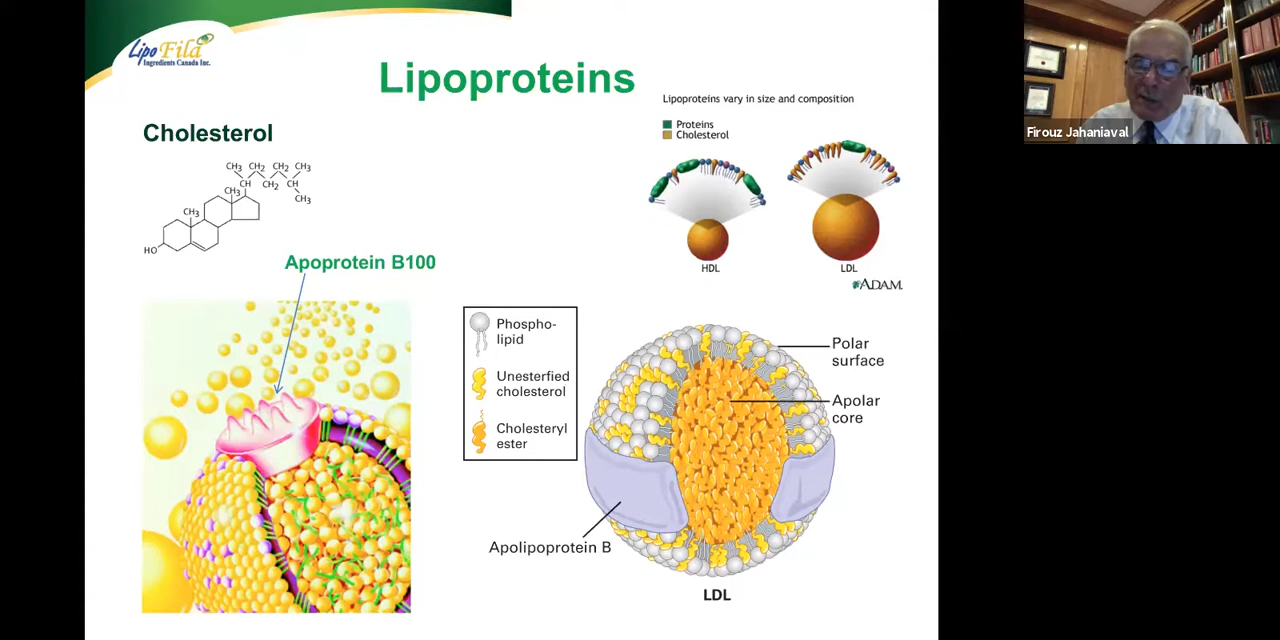 Lipo Fila
Ingredients Canada Inc.
Lipoproteins
Lipoproteins vary in size and composition
Proteins
Cholesterol
HDL
LDL
ADAM.
Firouz Jahaniaval
Cholesterol
CH₃ CH₂ CH₂ CH₃
CH CH₂ CH
CH₃
CH₃
CH₃
HO
Apoprotein B100
Phospho-
lipid
Unesterfied
cholesterol
Cholesteryl
ester
Polar
surface
Apolar
core
Apolipoprotein B
LDL